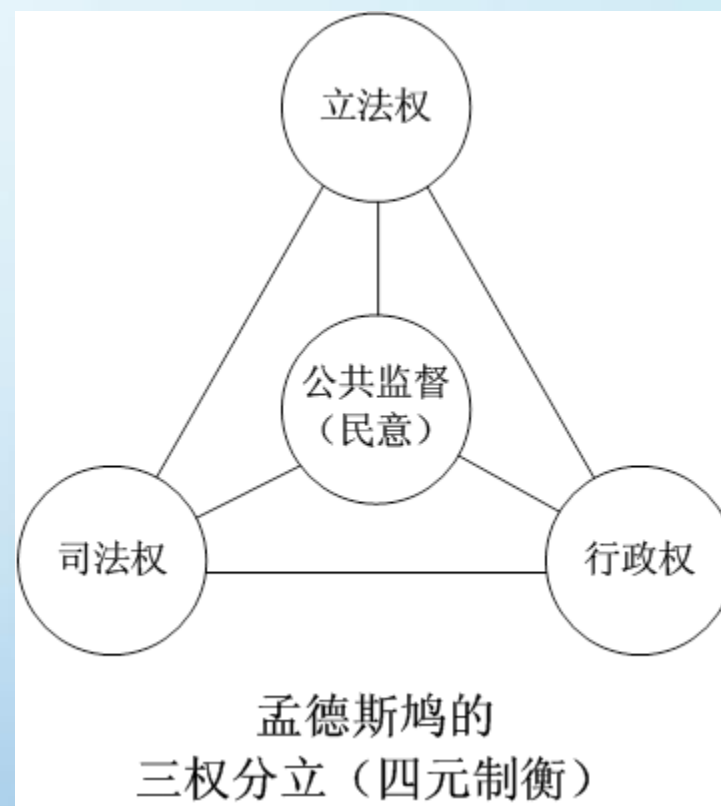 立法权
公共监督
（民意）
司法权
行政权
孟德斯鸠的
三权分立（四元制衡）